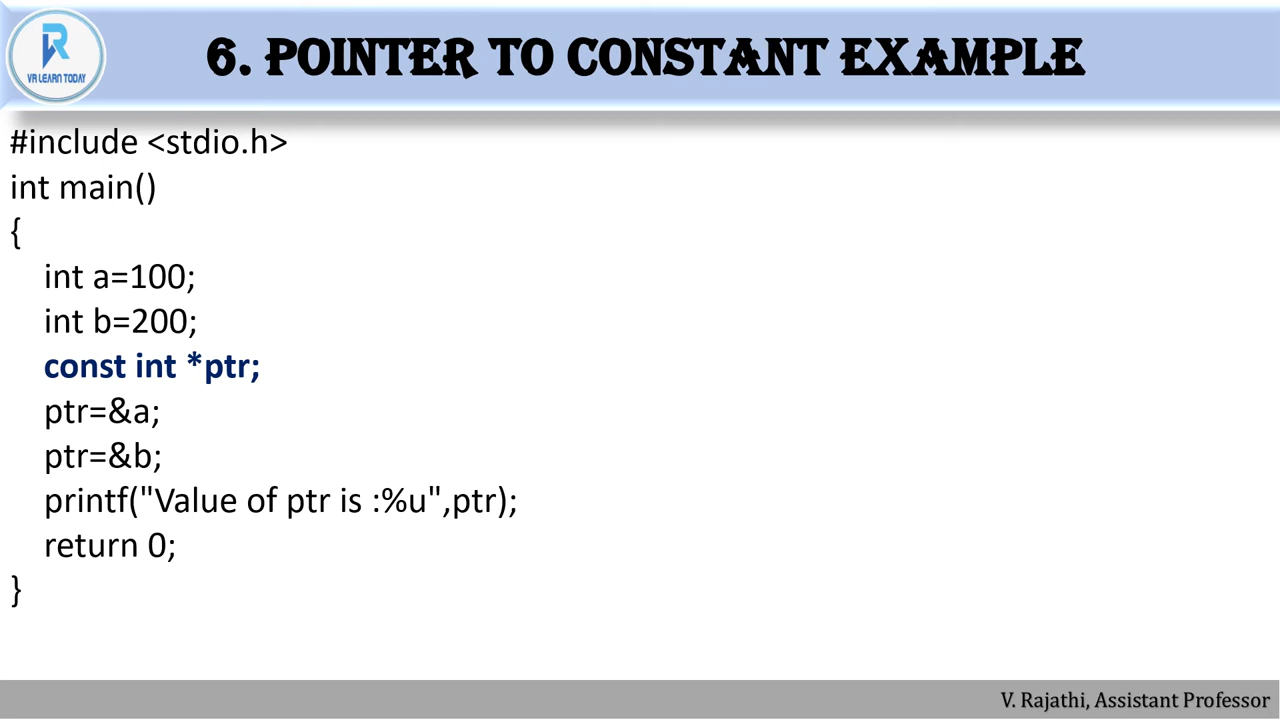 VR LEARN TODAY
6. POINTER TO CONSTANT EXAMPLE
#include <stdio.h>
int main()
{
int a=100;
int b=200;
const int *ptr;
ptr=&a;
ptr=&b;
printf("Value of ptr is :%u",ptr);
return 0;
}
V. Rajathi, Assistant Professor